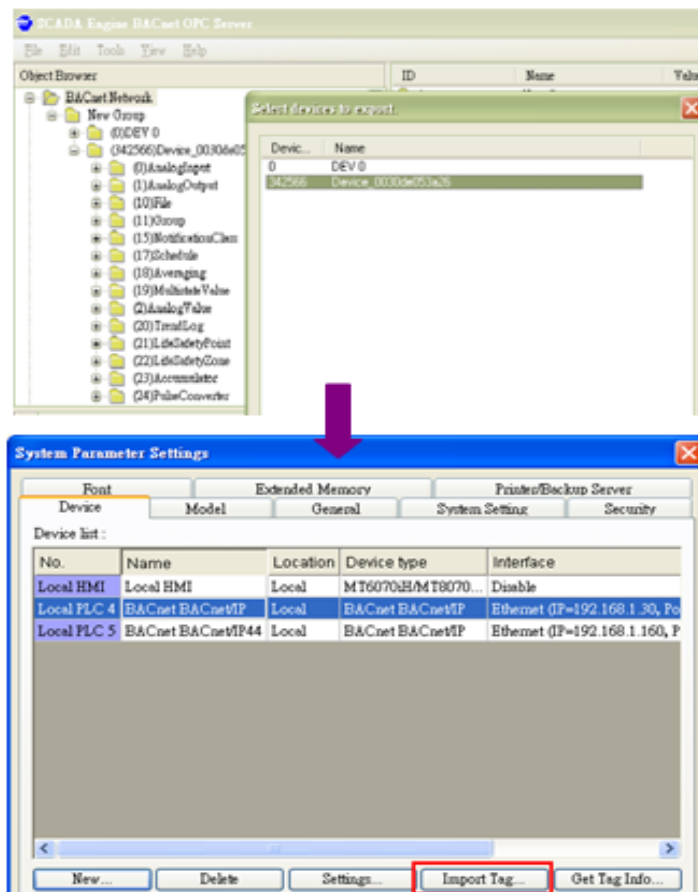 SCADA Engine BACnet OPC Server
File Edit Tools View Help
Object Browser ID Name
BACnet Network
New Group
(0)DEV 0
(342566)Device_0030de05
(0)AnalogInput
(1)AnalogOutput
(10)File
(11)Group
(15)NotificationClass
(17)Schedule
(18)Averaging
(19)MultistateValue
(2)AnalogValue
(20)TrendLog
(21)LifeSafetyPoint
(22)LifeSafetyZone
(23)Accumulator
(24)PulseConverter
Select devices to export.
Devic... Name
0 DEV 0
342566 Device_0030de053a26
System Parameter Settings
Font Extended Memory Printer/Backup Server
Device Model General System Setting Security
Device list :
No. Name Location Device type Interface
Local HMI Local HMI Local MT6070iH/MT8070... Disable
Local PLC 4 BACnet BACnet/IP Local BACnet BACnet/IP Ethernet (IP=192.168.1.30, Po
Local PLC 5 BACnet BACnet/IP44 Local BACnet BACnet/IP Ethernet (IP=192.168.1.160, P
New... Delete Settings... Import Tag... Get Tag Info...